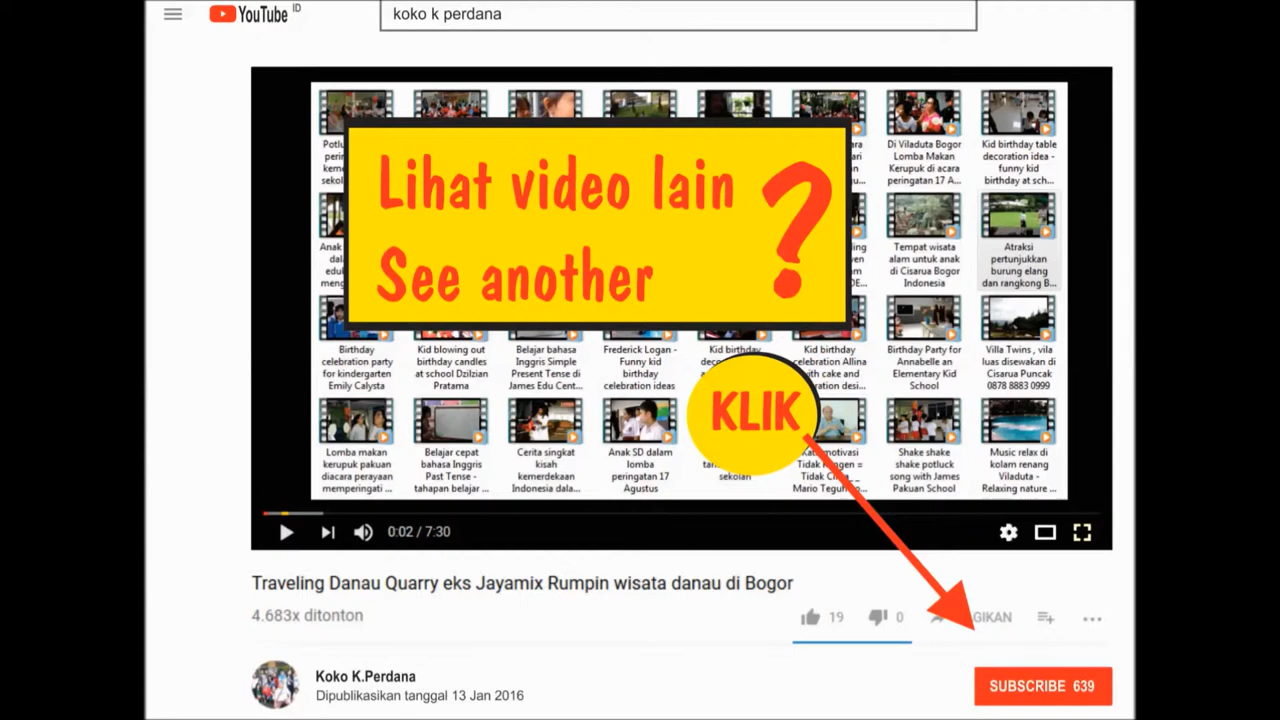 YouTube ID
koko k perdana
Lihat video lain
See another
?
Di Viladuta Bogor
Lomba Makan
Kerupuk di acara
peringatan 17 A...
Kid birthday table
decoration idea -
funny kid
birthday at sch...
Tempat wisata
alam untuk anak
di Cisarua Bogor
Indonesia
Atraksi
pertunjukkan
burung elang
dan rangkong B...
Birthday
celebration party
for kindergarten
Emily Calysta
Kid blowing out
birthday candles
at school Dzilzian
Pratama
Belajar bahasa
Inggris Simple
Present Tense di
James Edu Cent...
Frederick Logan -
Funny kid
birthday
celebration ideas
Kid birthday
Kid birthday
celebration Allina
with cake and
Birthday Party for
Annabelle an
Elementary Kid
School
Villa Twins , vila
luas disewakan di
Cisarua Puncak
0878 8883 0999
KLIK
Lomba makan
kerupuk pakuan
diacara perayaan
memperingati ...
Belajar cepat
bahasa Inggris
Past Tense -
tahapan belajar ...
Cerita singkat
kisah
kemerdekaan
Indonesia dala...
Anak SD dalam
lomba
peringatan 17
Agustus
sekolah
motivasi
Tidak
Tidak
Mario
Shake shake
shake potluck
song with James
Pakuan School
Music relax di
kolam renang
Viladuta -
Relaxing nature ...
0:02 / 7:30
Traveling Danau Quarry eks Jayamix Rumpin wisata danau di Bogor
4.683x ditonton
19 0 GIKAN
Koko K.Perdana
Dipublikasikan tanggal 13 Jan 2016
SUBSCRIBE 639